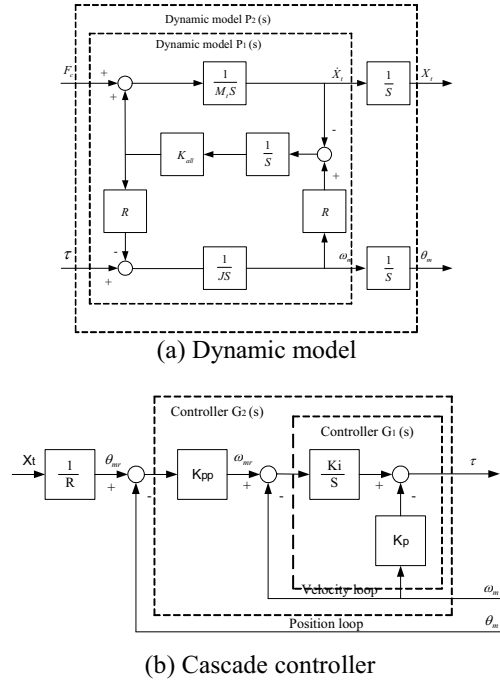 Dynamic model P₂ (s)
Dynamic model P₁ (s)
F_c + + 1/M_tS Ẋ_t 1/S X_t
K_all 1/S - +
R R
τ - + 1/JS ω_m 1/S θ_m
(a) Dynamic model
Controller G₂ (s)
Controller G₁ (s)
Xt 1/R θ_mr + - Kpp ω_mr + - Ki/S + - τ
Kp
Velocity loop ω_m
Position loop θ_m
(b) Cascade controller